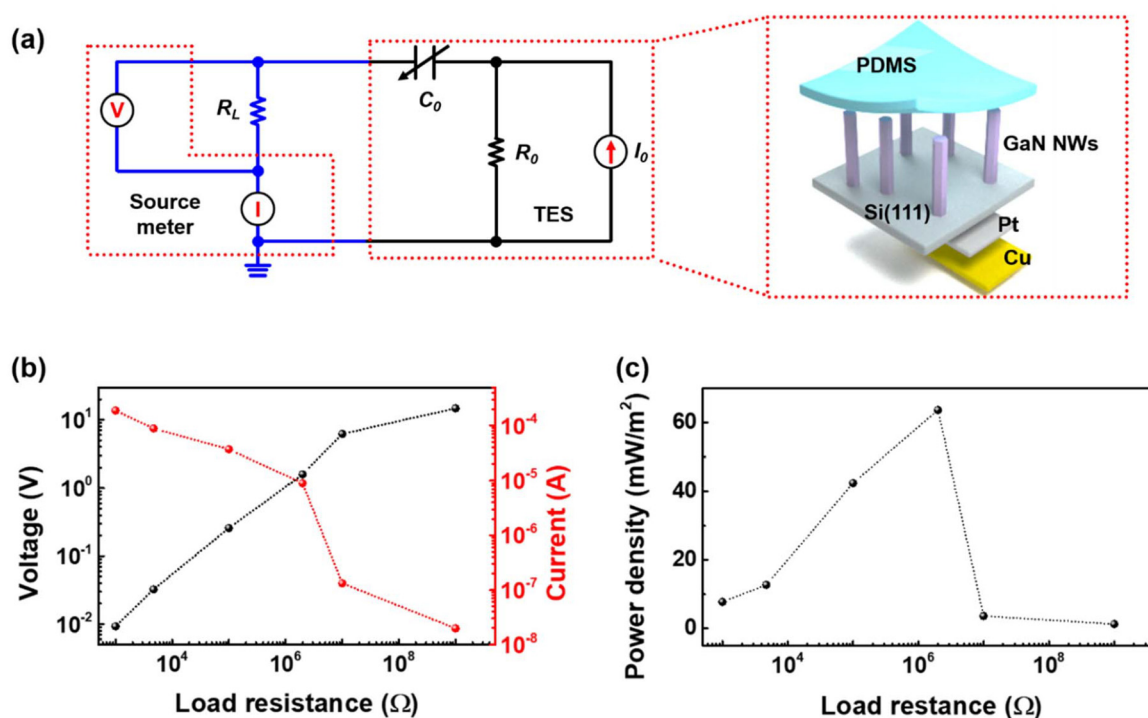 (a)
V
R_L
I
Source
meter
C_0
R_0
I_0
TES
PDMS
GaN NWs
Si(111)
Pt
Cu
(b)
Voltage (V)
10^1
10^0
10^-1
10^-2
10^4
10^6
10^8
Load resistance (Ω)
10^-4
10^-5
10^-6
10^-7
10^-8
Current (A)
(c)
Power density (mW/m^2)
60
40
20
0
10^4
10^6
10^8
Load restance (Ω)